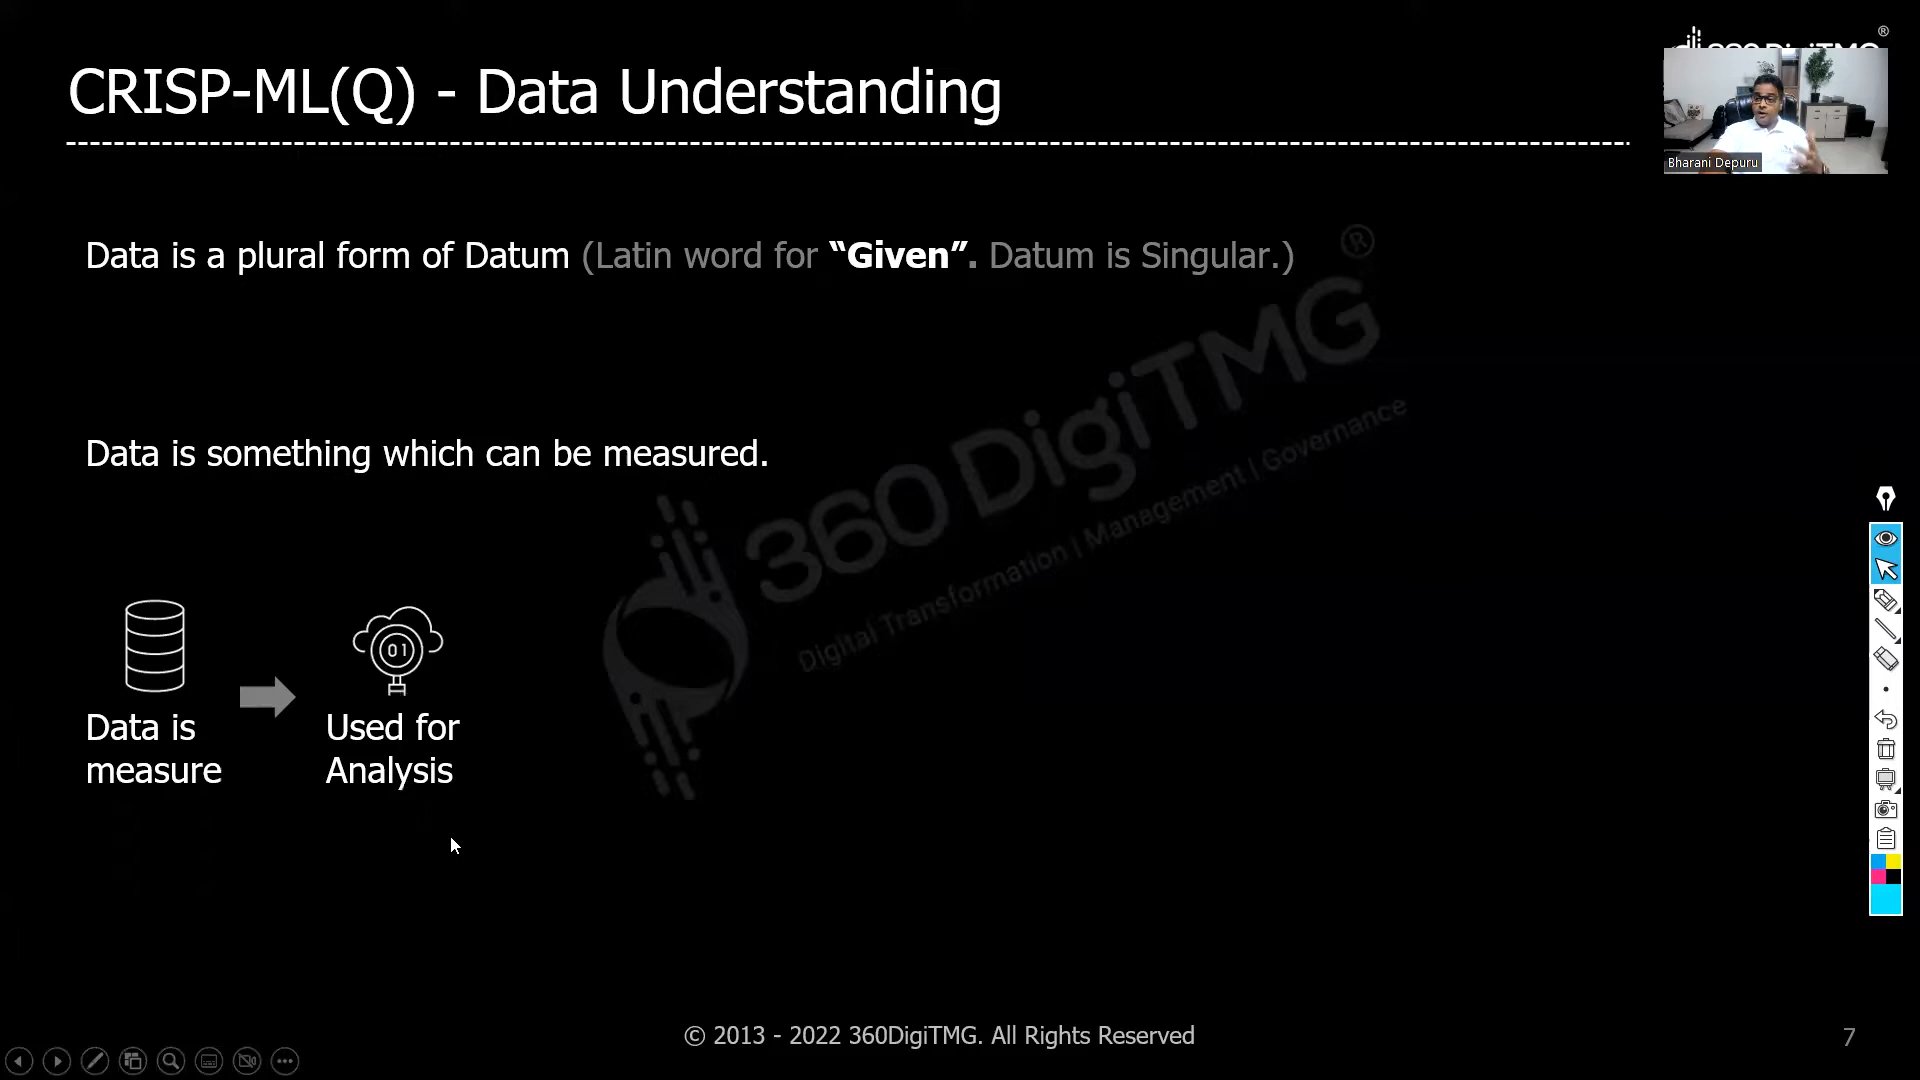 360DigiTMG ®
CRISP-ML(Q) - Data Understanding
Bharani Depuru
Data is a plural form of Datum (Latin word for “Given”. Datum is Singular.)
Data is something which can be measured.
360DigiTMG ®
Digital Transformation | Management | Governance
01
Data is
measure
Used for
Analysis
© 2013 - 2022 360DigiTMG. All Rights Reserved
7